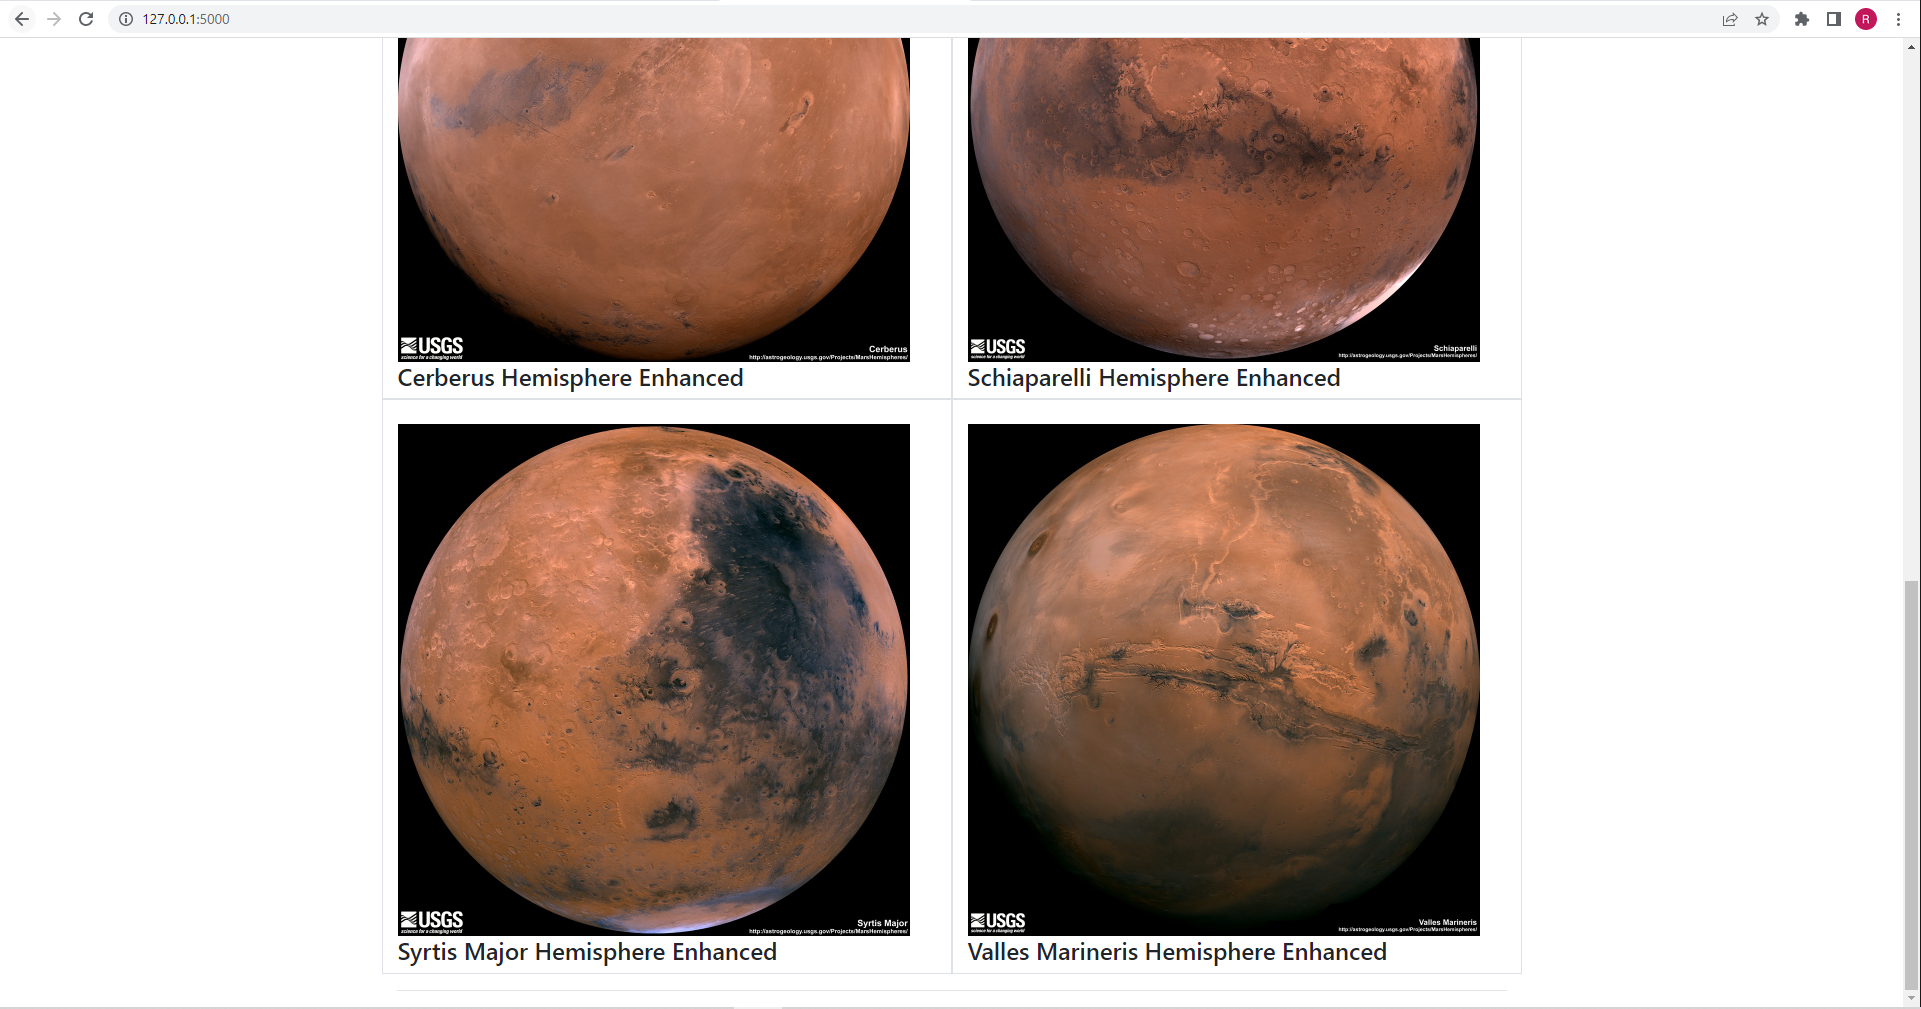 127.0.0.1:5000
R
USGS
science for a changing world
Cerberus
http://astrogeology.usgs.gov/Projects/MarsHemispheres/
USGS
science for a changing world
Schiaparelli
http://astrogeology.usgs.gov/Projects/MarsHemispheres/
Cerberus Hemisphere Enhanced
Schiaparelli Hemisphere Enhanced
USGS
science for a changing world
Syrtis Major
http://astrogeology.usgs.gov/Projects/MarsHemispheres/
USGS
science for a changing world
Valles Marineris
http://astrogeology.usgs.gov/Projects/MarsHemispheres/
Syrtis Major Hemisphere Enhanced
Valles Marineris Hemisphere Enhanced